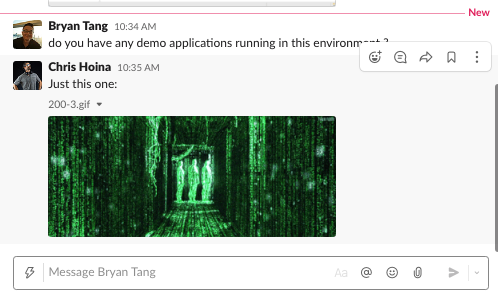 New
Bryan Tang 10:34 AM
do you have any demo applications running in this environment ?
Chris Hoina 10:35 AM
Just this one:
200-3.gif
Message Bryan Tang
Aa